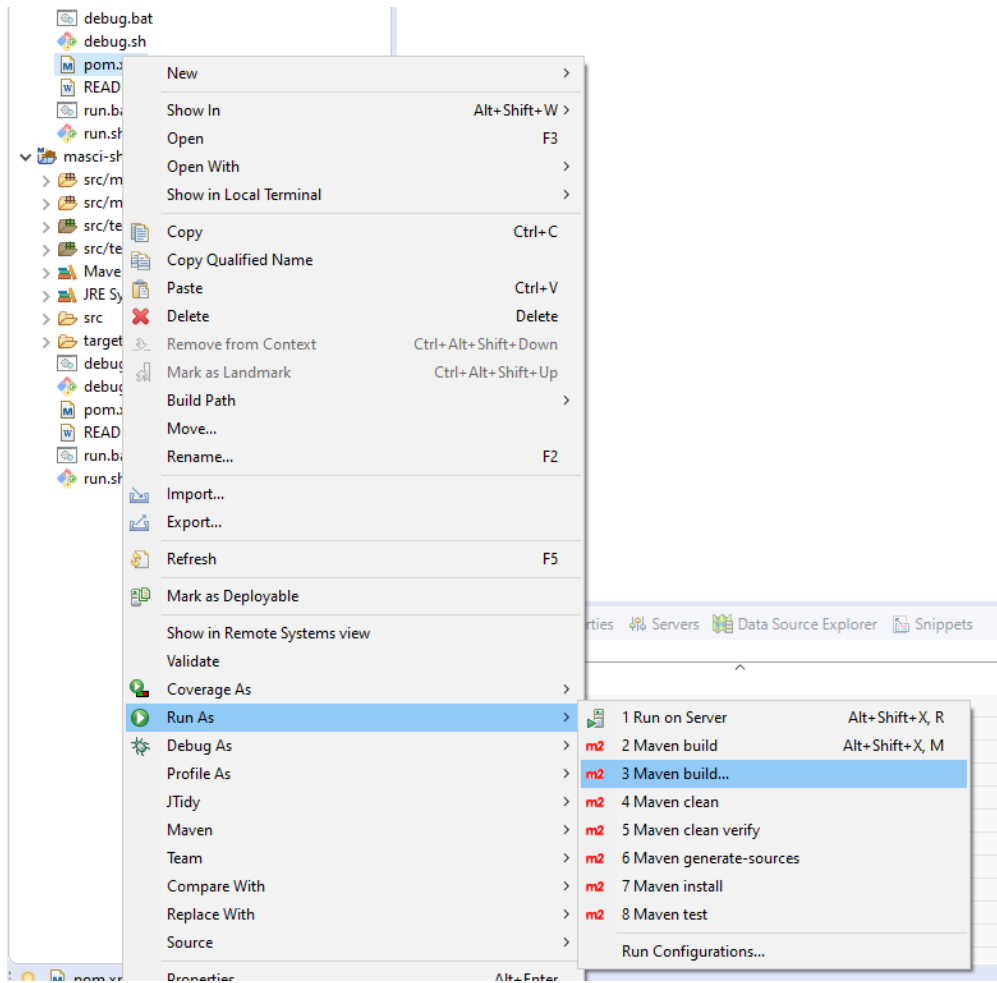 debug.bat
debug.sh
pom.x
READ
run.ba
run.sh
masci-sh
src/m
src/m
src/te
src/te
Mave
JRE Sy
src
target
debug
debug
pom.x
READ
run.ba
run.sh
New
Show In Alt+Shift+W >
Open F3
Open With
Show in Local Terminal
Copy Ctrl+C
Copy Qualified Name
Paste Ctrl+V
Delete Delete
Remove from Context Ctrl+Alt+Shift+Down
Mark as Landmark Ctrl+Alt+Shift+Up
Build Path
Move...
Rename... F2
Import...
Export...
Refresh F5
Mark as Deployable
Show in Remote Systems view
Validate
Coverage As
Run As
Debug As
Profile As
JTidy
Maven
Team
Compare With
Replace With
Source
Properties Alt+Enter
rties Servers Data Source Explorer Snippets
1 Run on Server Alt+Shift+X, R
m2 2 Maven build Alt+Shift+X, M
m2 3 Maven build...
m2 4 Maven clean
m2 5 Maven clean verify
m2 6 Maven generate-sources
m2 7 Maven install
m2 8 Maven test
Run Configurations...
pom.xr